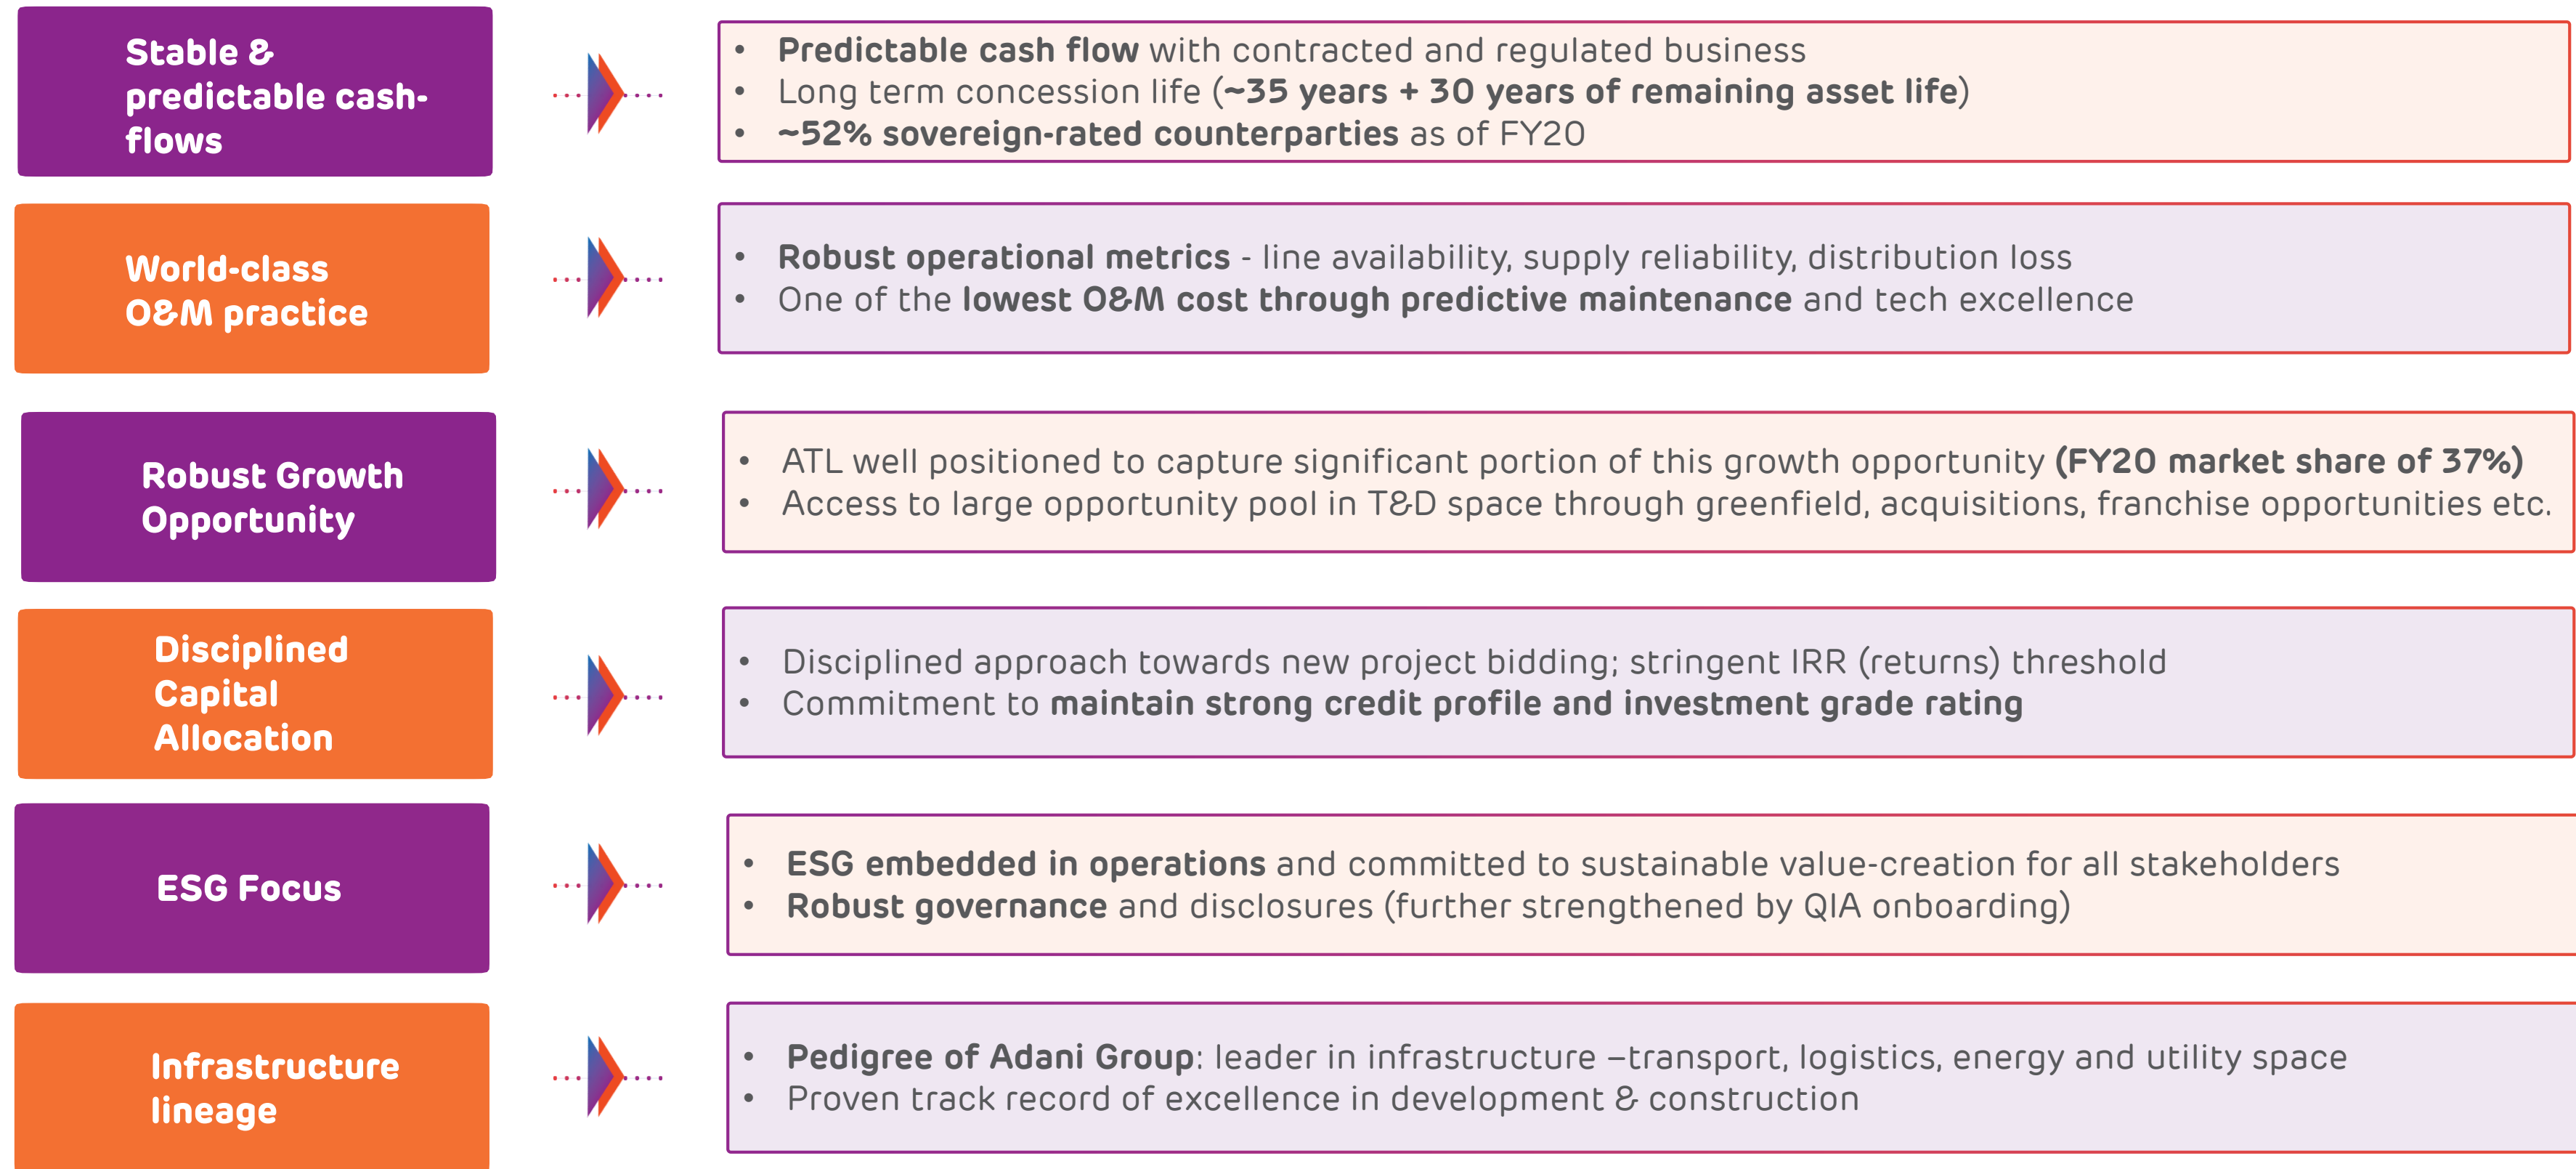 Stable &
predictable cash-
flows
• Predictable cash flow with contracted and regulated business
• Long term concession life (~35 years + 30 years of remaining asset life)
• ~52% sovereign-rated counterparties as of FY20
World-class
O&M practice
• Robust operational metrics - line availability, supply reliability, distribution loss
• One of the lowest O&M cost through predictive maintenance and tech excellence
Robust Growth
Opportunity
• ATL well positioned to capture significant portion of this growth opportunity (FY20 market share of 37%)
• Access to large opportunity pool in T&D space through greenfield, acquisitions, franchise opportunities etc.
Disciplined
Capital
Allocation
• Disciplined approach towards new project bidding; stringent IRR (returns) threshold
• Commitment to maintain strong credit profile and investment grade rating
ESG Focus
• ESG embedded in operations and committed to sustainable value-creation for all stakeholders
• Robust governance and disclosures (further strengthened by QIA onboarding)
Infrastructure
lineage
• Pedigree of Adani Group: leader in infrastructure –transport, logistics, energy and utility space
• Proven track record of excellence in development & construction